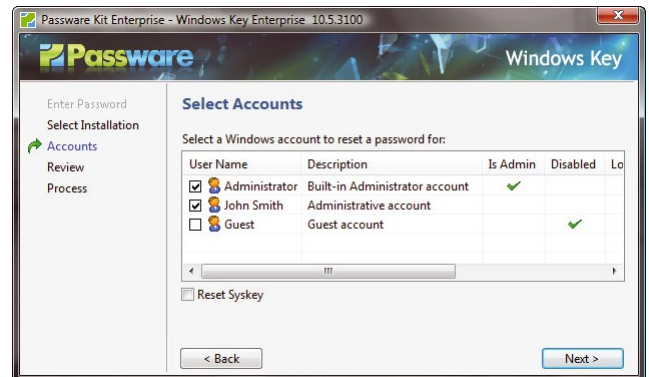 Passware Kit Enterprise - Windows Key Enterprise 10.5.3100
Passware
Windows Key
Enter Password
Select Installation
Accounts
Review
Process
Select Accounts
Select a Windows account to reset a password for:
User Name Description Is Admin Disabled Lo
Administrator Built-in Administrator account
John Smith Administrative account
Guest Guest account
Reset Syskey
< Back Next >